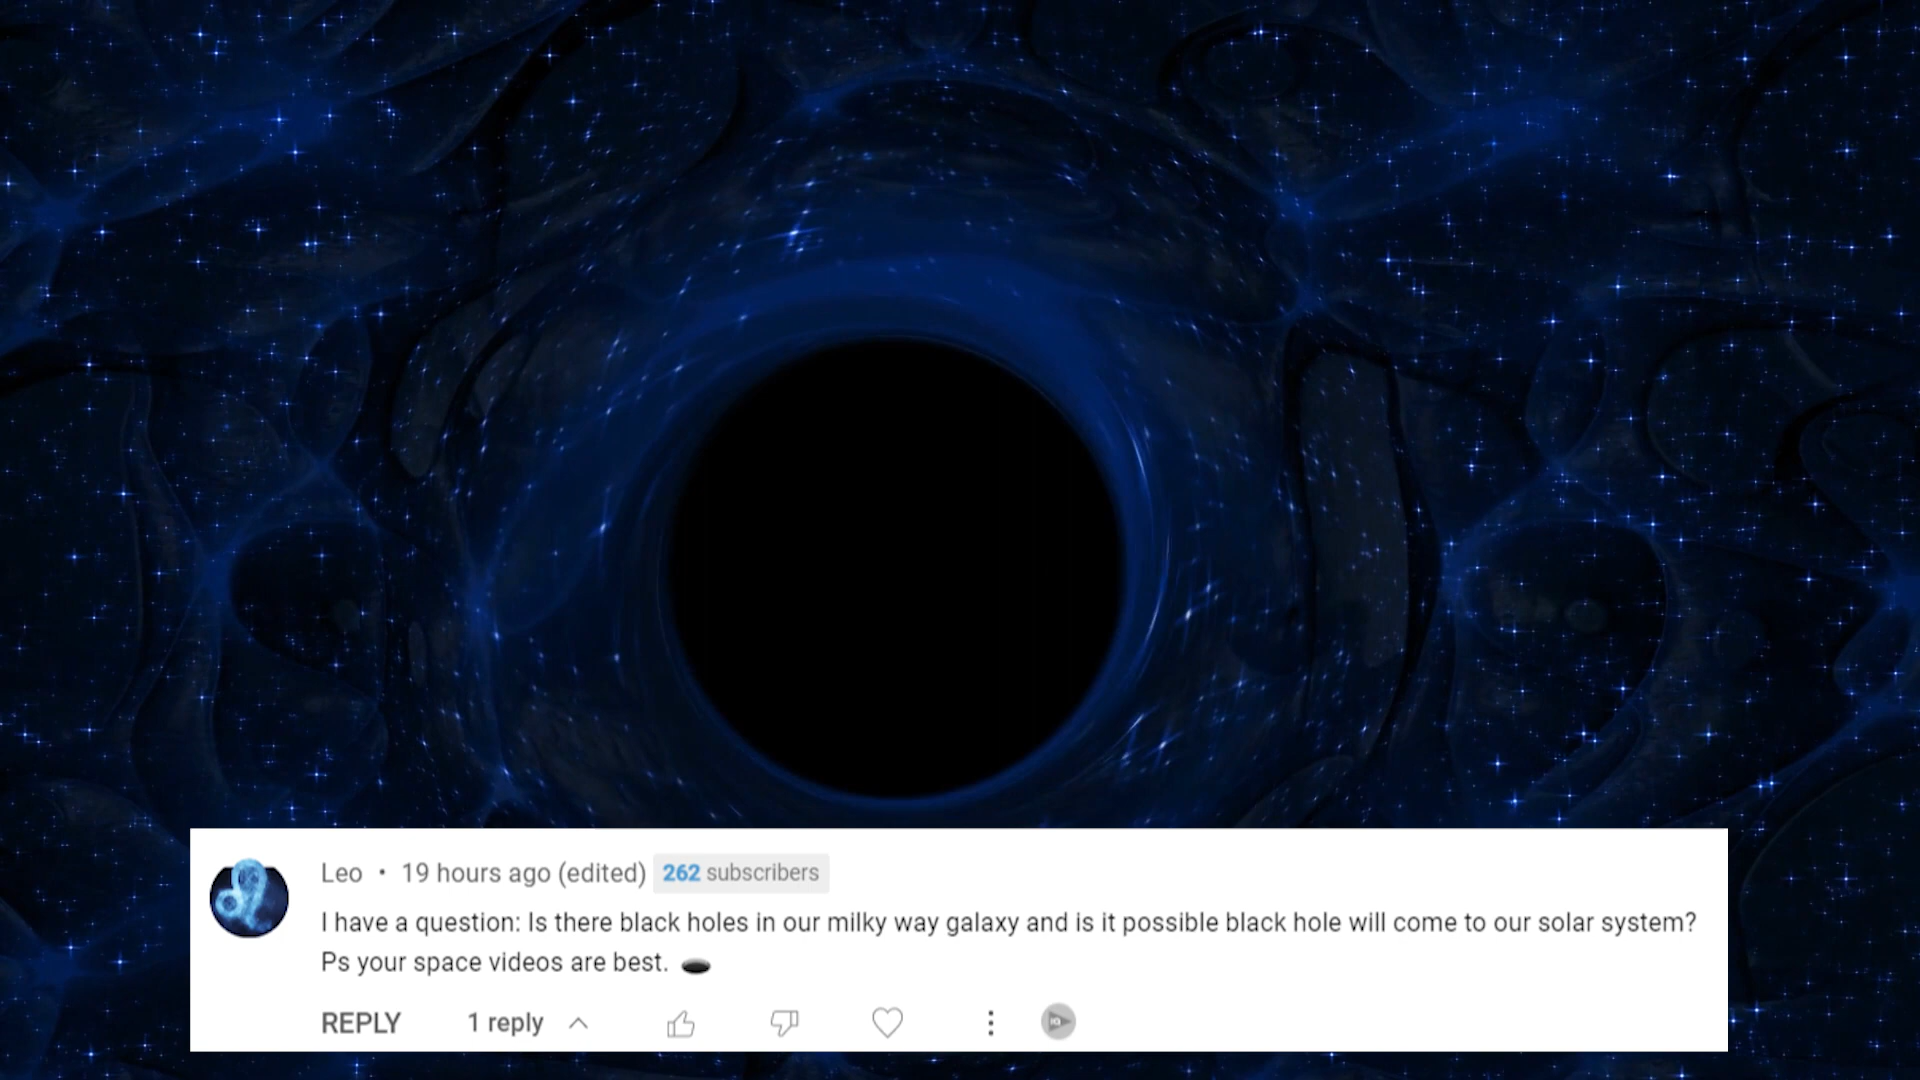 Leo • 19 hours ago (edited) 262 subscribers
I have a question: Is there black holes in our milky way galaxy and is it possible black hole will come to our solar system?
Ps your space videos are best. 🕳
REPLY 1 reply